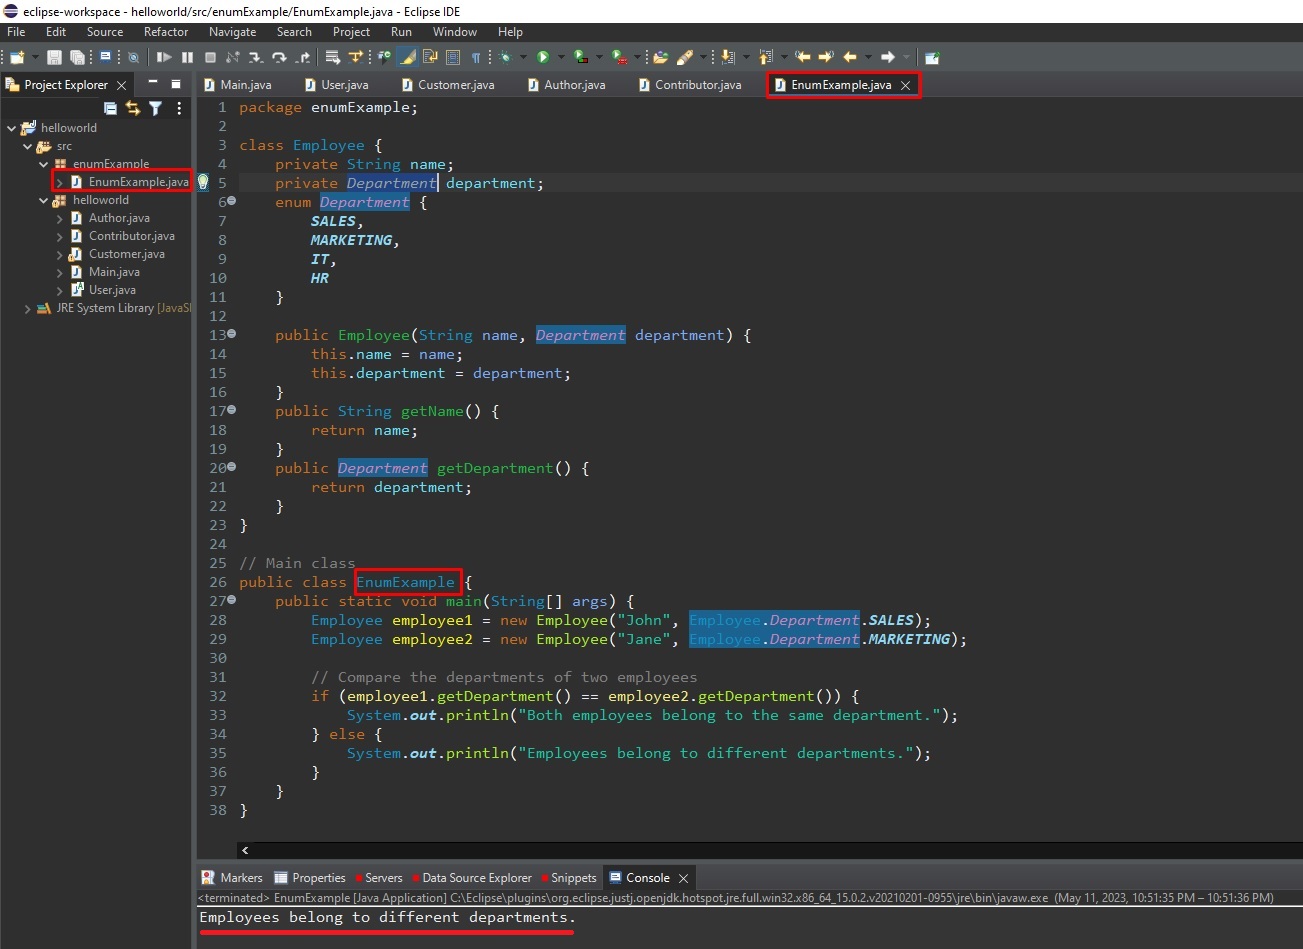 eclipse-workspace - helloworld/src/enumExample/EnumExample.java - Eclipse IDE
File Edit Source Refactor Navigate Search Project Run Window Help
Project Explorer
Main.java User.java Customer.java Author.java Contributor.java EnumExample.java
helloworld
src
enumExample
EnumExample.java
helloworld
Author.java
Contributor.java
Customer.java
Main.java
User.java
JRE System Library [JavaS
1 package enumExample;
2
3 class Employee {
4     private String name;
5     private Department department;
6     enum Department {
7         SALES,
8         MARKETING,
9         IT,
10         HR
11     }
12
13     public Employee(String name, Department department) {
14         this.name = name;
15         this.department = department;
16     }
17     public String getName() {
18         return name;
19     }
20     public Department getDepartment() {
21         return department;
22     }
23 }
24
25 // Main class
26 public class EnumExample {
27     public static void main(String[] args) {
28         Employee employee1 = new Employee("John", Employee.Department.SALES);
29         Employee employee2 = new Employee("Jane", Employee.Department.MARKETING);
30
31         // Compare the departments of two employees
32         if (employee1.getDepartment() == employee2.getDepartment()) {
33             System.out.println("Both employees belong to the same department.");
34         } else {
35             System.out.println("Employees belong to different departments.");
36         }
37     }
38 }
Markers Properties Servers Data Source Explorer Snippets Console
<terminated> EnumExample [Java Application] C:\Eclipse\plugins\org.eclipse.justj.openjdk.hotspot.jre.full.win32.x86_64_15.0.2.v20210201-0955\jre\bin\javaw.exe (May 11, 2023, 10:51:35 PM – 10:51:36 PM)
Employees belong to different departments.